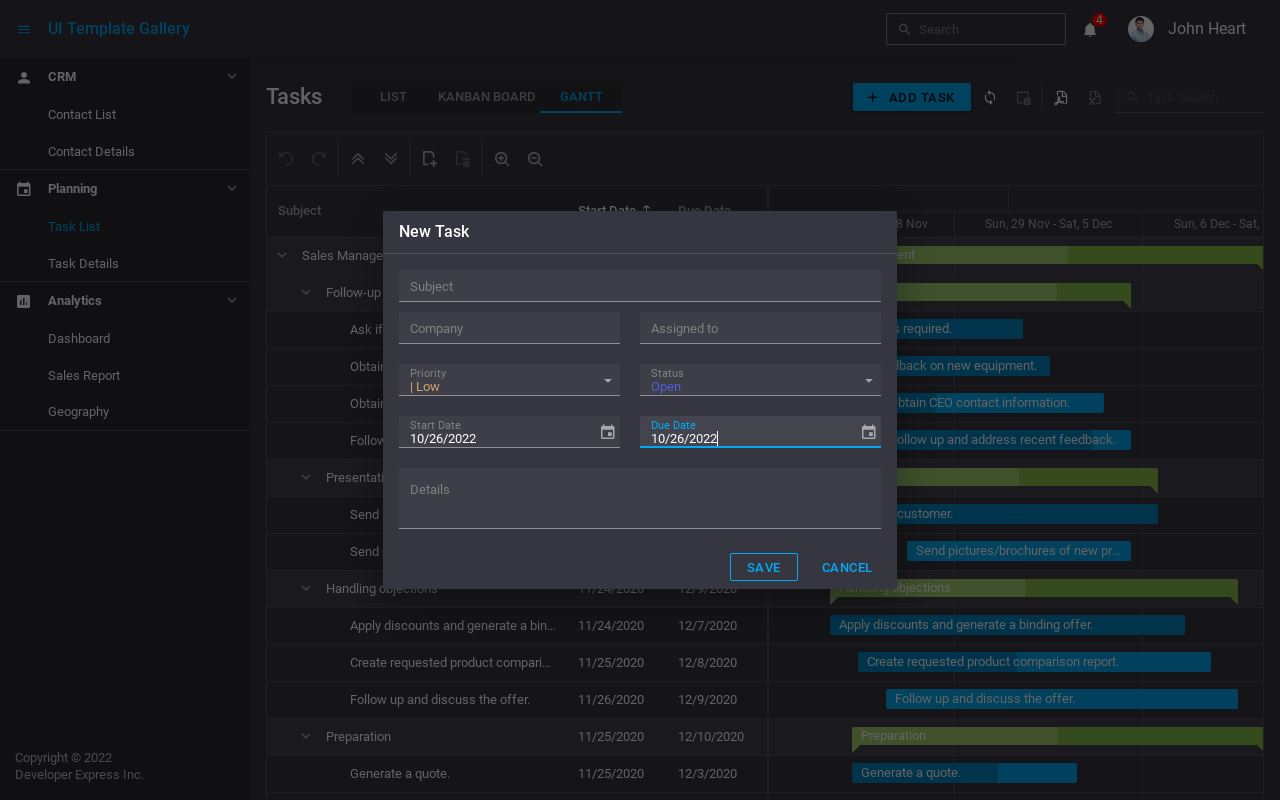 UI Template Gallery
Search
4
John Heart
CRM
Contact List
Contact Details
Planning
Task List
Task Details
Analytics
Dashboard
Sales Report
Geography
Copyright © 2022
Developer Express Inc.
Tasks
LIST
KANBAN BOARD
GANTT
ADD TASK
Task Search
Subject
Start Date
Due Date
8 Nov
Sun, 29 Nov - Sat, 5 Dec
Sun, 6 Dec - Sat,
Sales Manage
ent
Follow-up
Ask if
s required.
Obtain
dback on new equipment.
Obtain
btain CEO contact information.
Follow
ollow up and address recent feedback.
Presentati
Send
customer.
Send
Send pictures/brochures of new pr...
Handling objections
11/24/2020
12/9/2020
Handling objections
Apply discounts and generate a bin...
11/24/2020
12/7/2020
Apply discounts and generate a binding offer.
Create requested product compari...
11/25/2020
12/8/2020
Create requested product comparison report.
Follow up and discuss the offer.
11/26/2020
12/9/2020
Follow up and discuss the offer.
Preparation
11/25/2020
12/10/2020
Preparation
Generate a quote.
11/25/2020
12/3/2020
Generate a quote.
New Task
Subject
Company
Assigned to
Priority
| Low
Status
Open
Start Date
10/26/2022
Due Date
10/26/2022
Details
SAVE
CANCEL